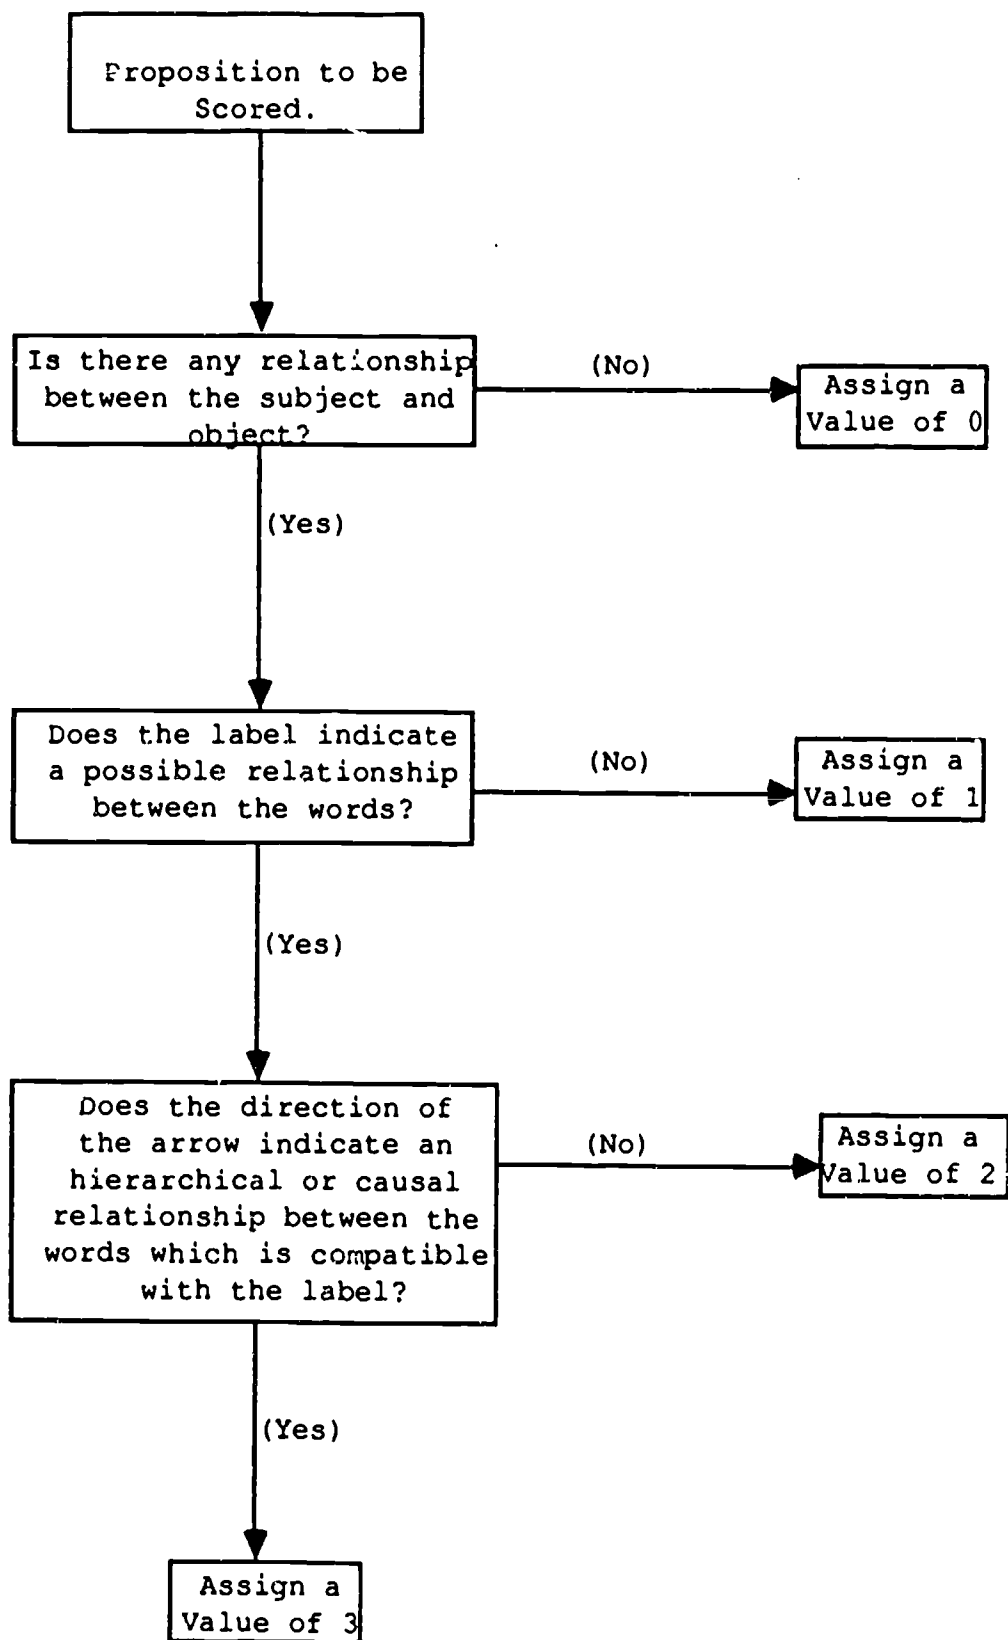 Proposition to be
Scored.
Is there any relationship
between the subject and
object?
(No)
Assign a
Value of 0
(Yes)
Does the label indicate
a possible relationship
between the words?
(No)
Assign a
Value of 1
(Yes)
Does the direction of
the arrow indicate an
hierarchical or causal
relationship between the
words which is compatible
with the label?
(No)
Assign a
Value of 2
(Yes)
Assign a
Value of 3